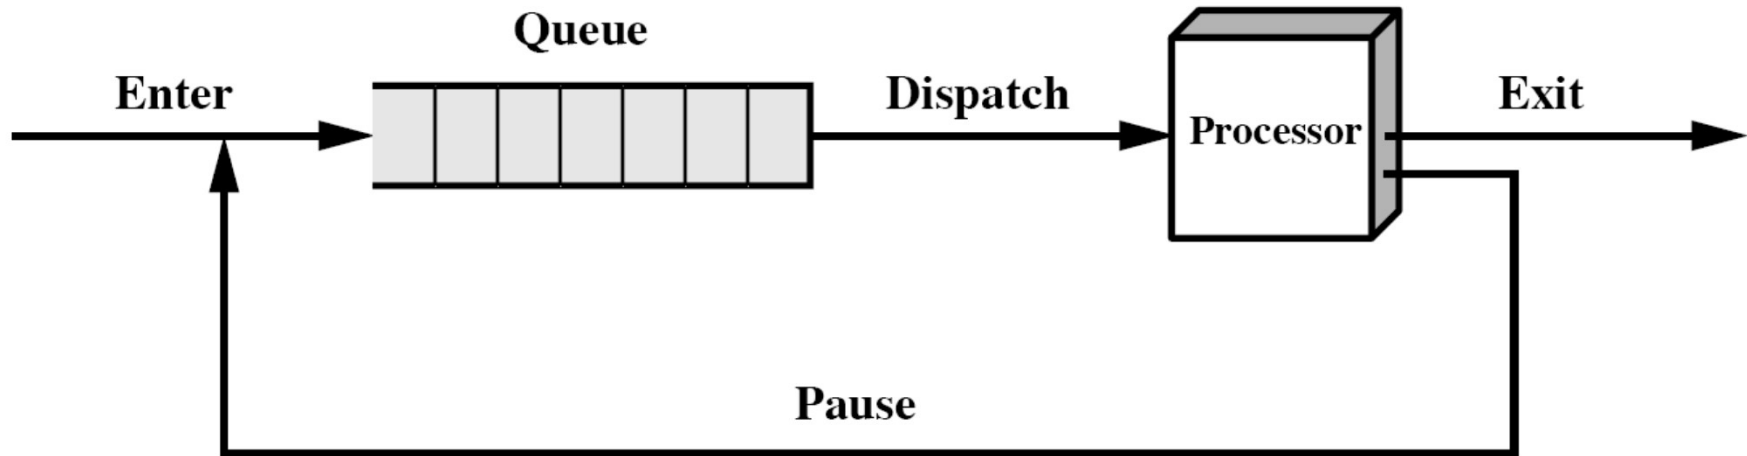 Queue
Enter
Dispatch
Processor
Exit
Pause